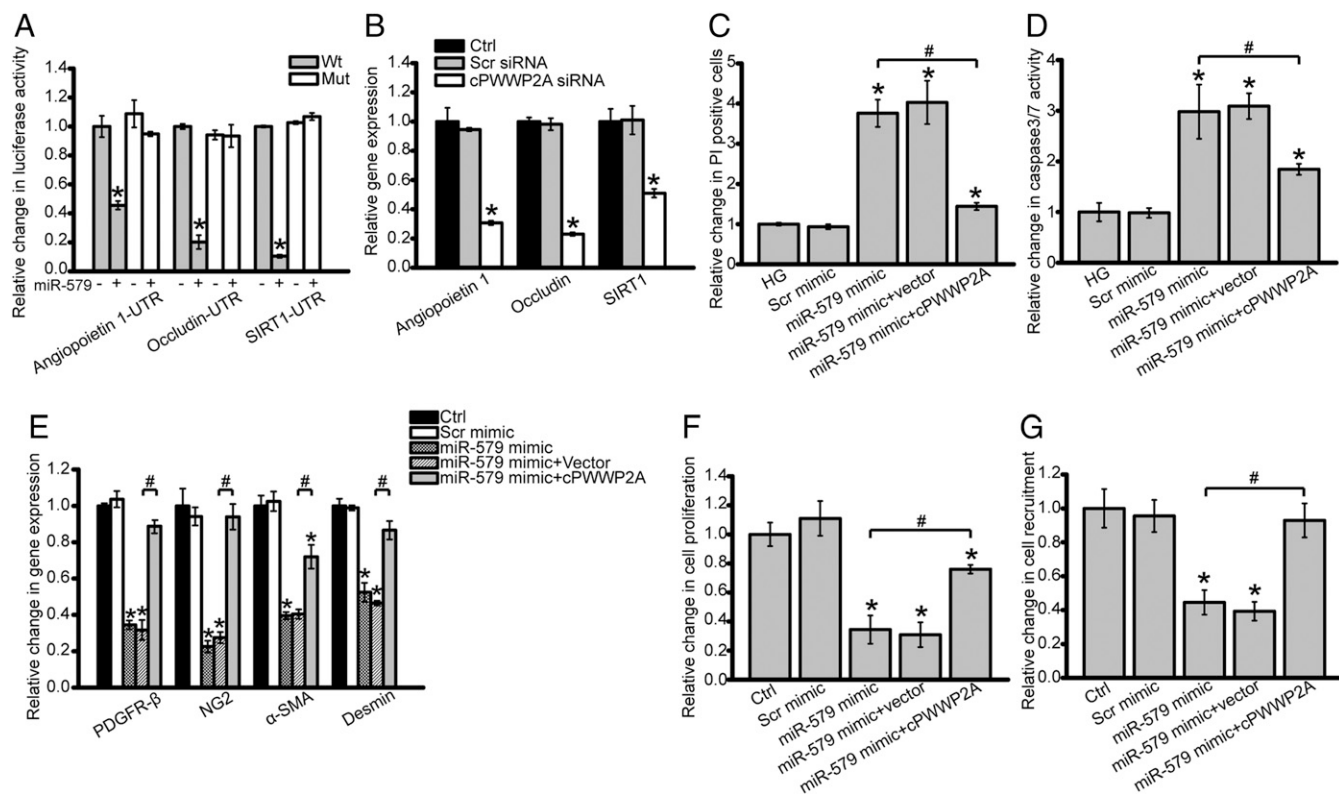 A
Relative change in luciferase activity
1.4
1.2
1.0
0.8
0.6
0.4
0.2
0.0
Wt
Mut
* * *
miR-579 - + - + - + - + - + - +
Angiopoietin 1-UTR
Occludin-UTR
SIRT1-UTR
B
Relative gene expression
1.4
1.2
1.0
0.8
0.6
0.4
0.2
0.0
Ctrl
Scr siRNA
cPWWP2A siRNA
* * *
Angiopoietin 1
Occludin
SIRT1
C
Relative change in PI positive cells
5
4
3
2
1
0
#
* * *
HG
Scr mimic
miR-579 mimic
miR-579 mimic+vector
miR-579 mimic+cPWWP2A
D
Relative change in caspase3/7 activity
4
3
2
1
0
#
* * *
HG
Scr mimic
miR-579 mimic
miR-579 mimic+vector
miR-579 mimic+cPWWP2A
E
Relative change in gene expression
1.2
1.0
0.8
0.6
0.4
0.2
0.0
Ctrl
Scr mimic
miR-579 mimic
miR-579 mimic+Vector
miR-579 mimic+cPWWP2A
# # # #
* * * * * * * *
PDGFR-β
NG2
α-SMA
Desmin
F
Relative change in cell proliferation
1.4
1.2
1.0
0.8
0.6
0.4
0.2
0.0
#
* * *
Ctrl
Scr mimic
miR-579 mimic
miR-579 mimic+vector
miR-579 mimic+cPWWP2A
G
Relative change in cell recruitment
1.2
1.0
0.8
0.6
0.4
0.2
0.0
#
* *
Ctrl
Scr mimic
miR-579 mimic
miR-579 mimic+vector
miR-579 mimic+cPWWP2A